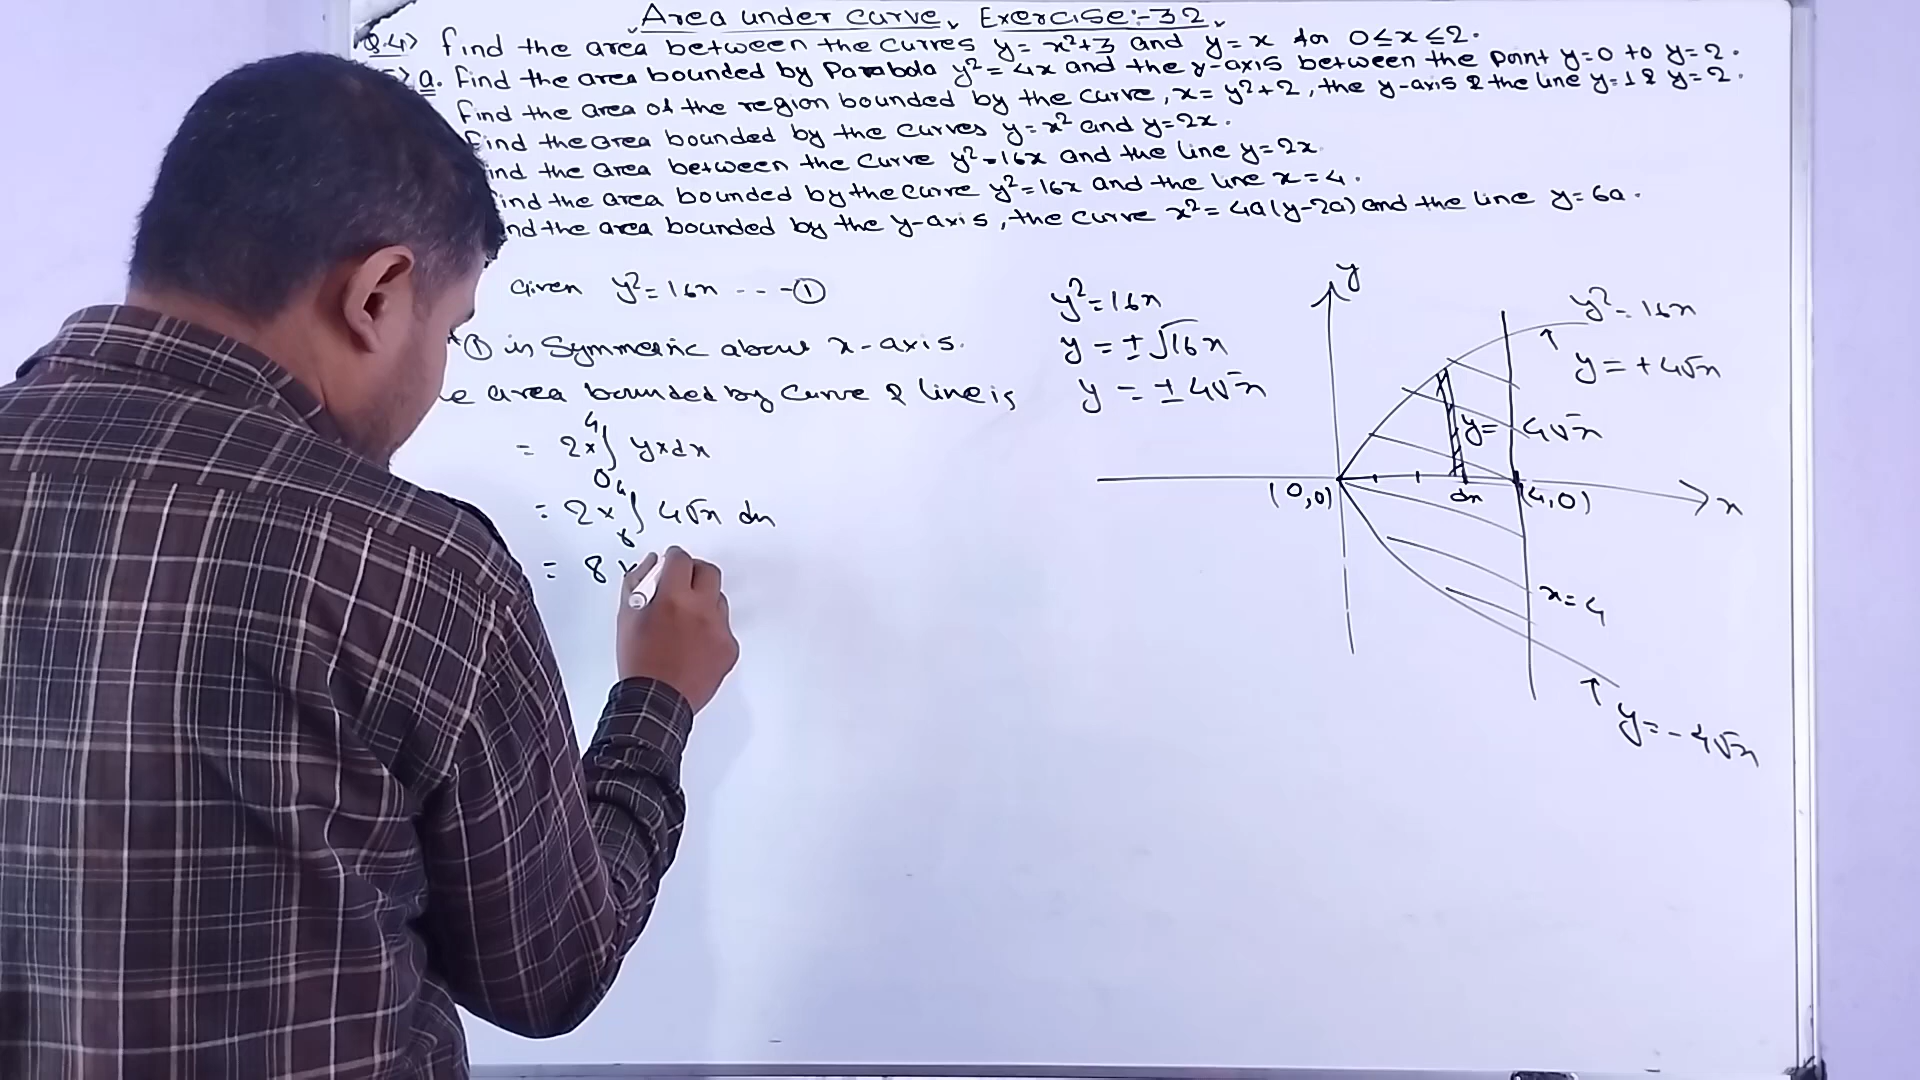 Area under curve, Exercise:-32,
Q.4> find the area between the curves y = x²+3 and y = x for 0≤x≤2.
a. find the area bounded by Parabola y² = 4x and the y-axis between the point y=0 to y=2.
find the area of the region bounded by the curve, x = y²+2, the y-axis & the line y=1 & y=2.
find the area bounded by the curves y = x² and y=2x.
ind the area between the curve y² = 16x and the line y=2x
ind the area bounded by the curve y² = 16x and the line x=4.
nd the area bounded by the y-axis, the curve x² = 4a(y-2a) and the line y=6a.
Given y² = 16x --- ①
① is Symmetric about x-axis.
e area bounded by curve & line is
= 2×∫₀⁴ y×dx
= 2×∫₀⁴ 4√x dx
= 8×
y² = 16x
y = ±√16x
y = ±4√x
y
y² = 16x
y = +4√x
y = 4√x
(0,0)
dx
(4,0)
x
x=4
y = -4√x